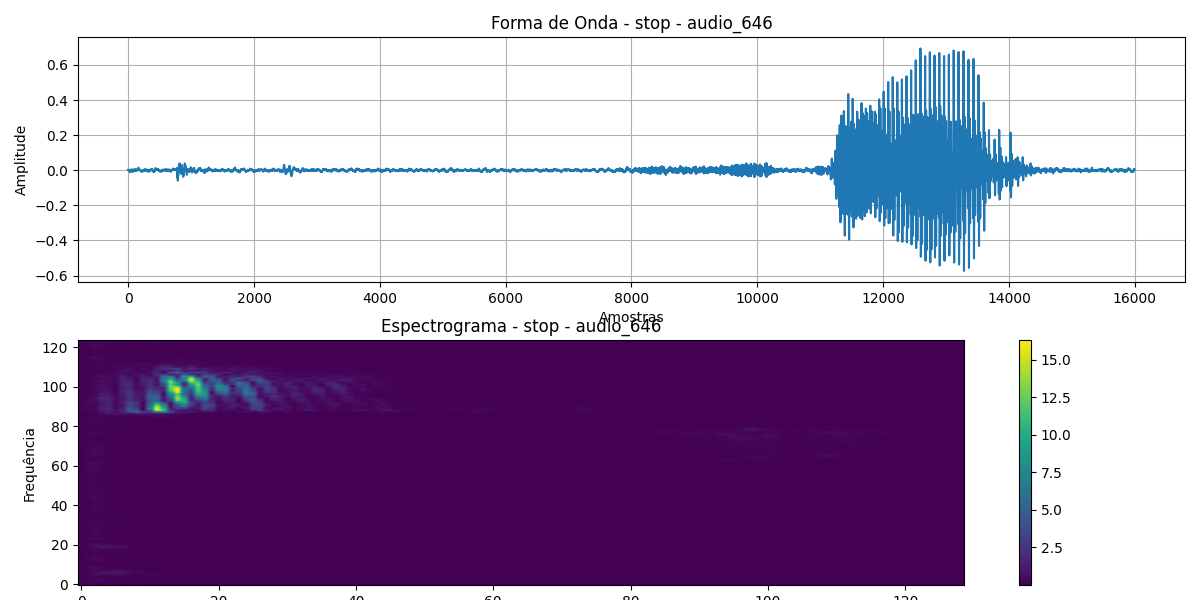 Forma de Onda - stop - audio_646
Amplitude
0.6
0.4
0.2
0.0
−0.2
−0.4
−0.6
0 2000 4000 6000 8000 10000 12000 14000 16000
Amostras
Espectrograma - stop - audio_646
Frequência
120
100
80
60
40
20
0
0 20 40 60 80 100 120
15.0
12.5
10.0
7.5
5.0
2.5